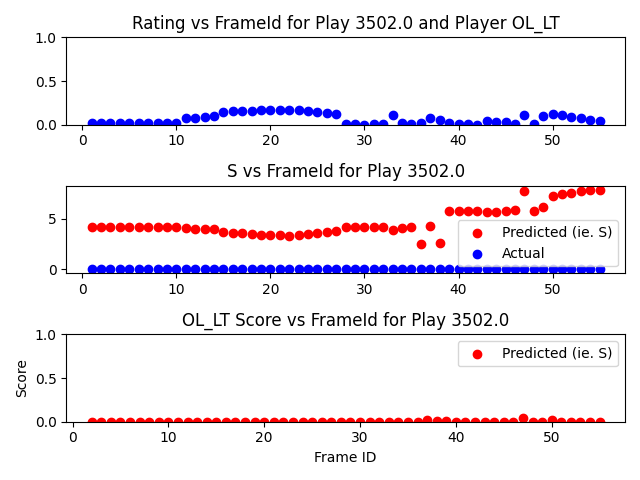 Rating vs FrameId for Play 3502.0 and Player OL_LT
1.0
0.5
0.0
0 10 20 30 40 50
S vs FrameId for Play 3502.0
5
0
Predicted (ie. S)
Actual
0 10 20 30 40 50
OL_LT Score vs FrameId for Play 3502.0
1.0
0.5
0.0
Score
Predicted (ie. S)
0 10 20 30 40 50
Frame ID